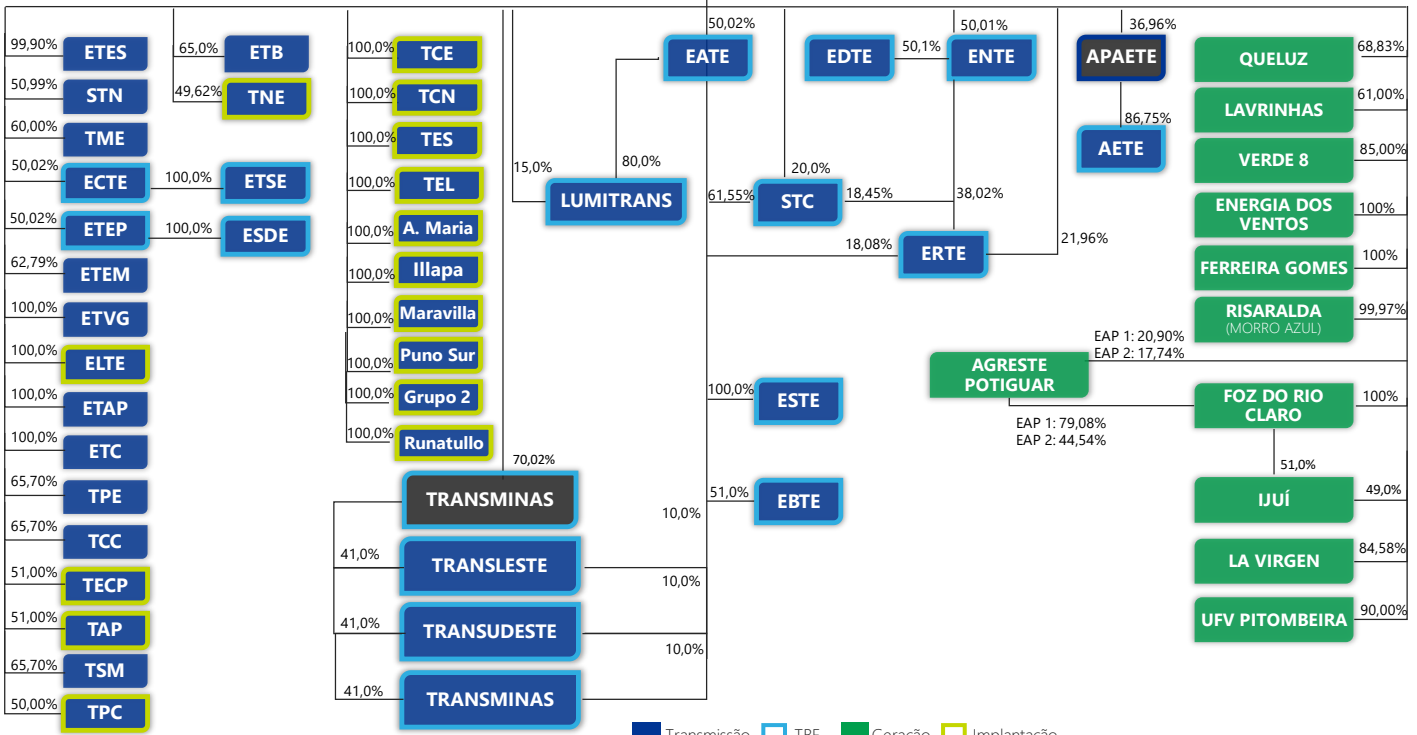 99,90%
ETES
50,99%
STN
60,00%
TME
50,02%
ECTE
100,0%
ETSE
50,02%
ETEP
100,0%
ESDE
62,79%
ETEM
100,0%
ETVG
100,0%
ELTE
100,0%
ETAP
100,0%
ETC
65,70%
TPE
65,70%
TCC
51,00%
TECP
51,00%
TAP
65,70%
TSM
50,00%
TPC
65,0%
ETB
49,62%
TNE
100,0%
TCE
100,0%
TCN
100,0%
TES
100,0%
TEL
100,0%
A. Maria
100,0%
Illapa
100,0%
Maravilla
100,0%
Puno Sur
100,0%
Grupo 2
100,0%
Runatullo
70,02%
TRANSMINAS
10,0%
41,0%
TRANSLESTE
10,0%
41,0%
TRANSUDESTE
10,0%
41,0%
TRANSMINAS
50,02%
EATE
15,0%
80,0%
LUMITRANS
EDTE
50,1%
50,01%
ENTE
20,0%
61,55%
STC
18,45%
38,02%
18,08%
ERTE
21,96%
36,96%
APAETE
86,75%
AETE
100,0%
ESTE
51,0%
EBTE
QUELUZ
68,83%
LAVRINHAS
61,00%
VERDE 8
85,00%
ENERGIA DOS
VENTOS
100%
FERREIRA GOMES
100%
RISARALDA
(MORRO AZUL)
99,97%
EAP 1: 20,90%
EAP 2: 17,74%
AGRESTE
POTIGUAR
EAP 1: 79,08%
EAP 2: 44,54%
FOZ DO RIO
CLARO
100%
51,0%
IJUÍ
49,0%
LA VIRGEN
84,58%
UFV PITOMBEIRA
90,00%
Transmissão
Geração
Implantação